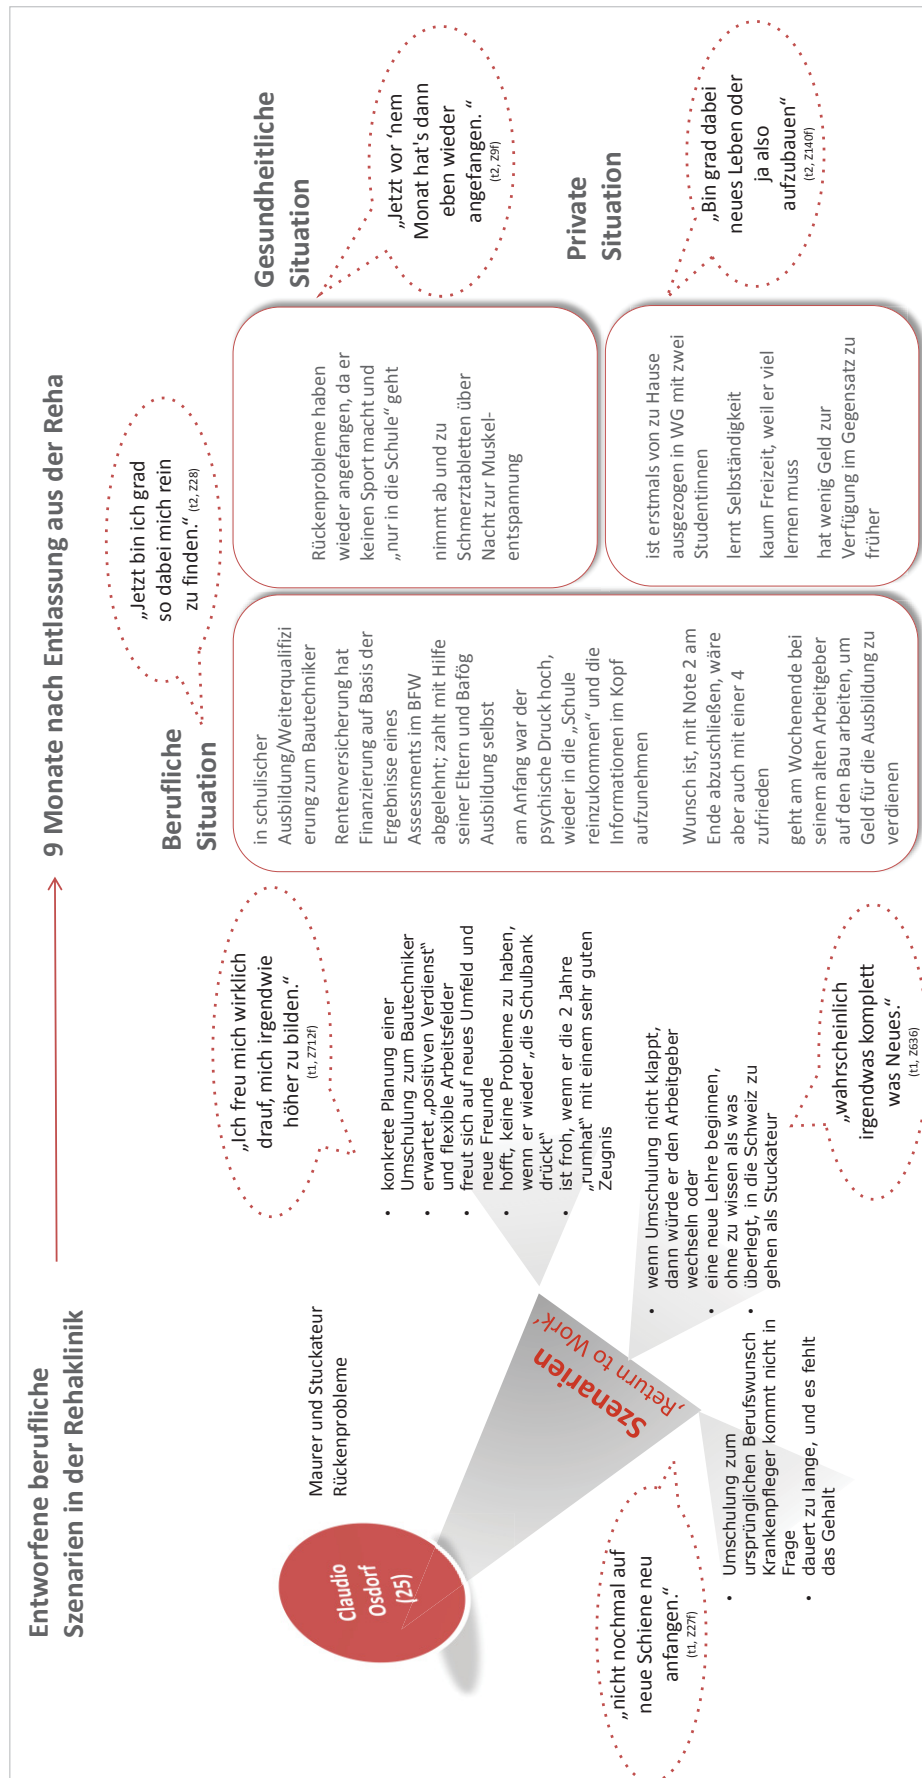 Entworfene berufliche
Szenarien in der Rehaklinik
9 Monate nach Entlassung aus der Reha
Claudio
Osdorf
(25)
Maurer und Stuckateur
Rückenprobleme
Szenarien
‚Return to Work‘
„Ich freu mich wirklich
drauf, mich irgendwie
höher zu bilden.“
(t1, Z712f)
• konkrete Planung einer
Umschulung zum Bautechniker
• erwartet „positiven Verdienst“
und flexible Arbeitsfelder
• freut sich auf neues Umfeld und
neue Freunde
• hofft, keine Probleme zu haben,
wenn er wieder „die Schulbank
drückt“
• ist froh, wenn er die 2 Jahre
„rumhat“ mit einem sehr guten
Zeugnis
• wenn Umschulung nicht klappt,
dann würde er den Arbeitgeber
wechseln oder
• eine neue Lehre beginnen,
ohne zu wissen als was
• überlegt, in die Schweiz zu
gehen als Stuckateur
„wahrscheinlich
irgendwas komplett
was Neues.“
(t1, Z636)
„nicht nochmal auf
neue Schiene neu
anfangen.“
(t1, Z27f)
• Umschulung zum
ursprünglichen Berufswunsch
Krankenpfleger kommt nicht in
Frage
• dauert zu lange, und es fehlt
das Gehalt
Berufliche
Situation
„Jetzt bin ich grad
so dabei mich rein
zu finden.“ (t2, Z28)
in schulischer
Ausbildung/Weiterqualifizi
erung zum Bautechniker
Rentenversicherung hat
Finanzierung auf Basis der
Ergebnisse eines
Assessments im BFW
abgelehnt; zahlt mit Hilfe
seiner Eltern und Bafög
Ausbildung selbst
am Anfang war der
psychische Druck hoch,
wieder in die „Schule
reinzukommen“ und die
Informationen im Kopf
aufzunehmen
Wunsch ist, mit Note 2 am
Ende abzuschließen, wäre
aber auch mit einer 4
zufrieden
geht am Wochenende bei
seinem alten Arbeitgeber
auf den Bau arbeiten, um
Geld für die Ausbildung zu
verdienen
Gesundheitliche
Situation
„Jetzt vor ‘nem
Monat hat's dann
eben wieder
angefangen. “
(t2, Z9f)
Rückenprobleme haben
wieder angefangen, da er
keinen Sport macht und
„nur in die Schule“ geht
nimmt ab und zu
Schmerztabletten über
Nacht zur Muskel-
entspannung
Private
Situation
„Bin grad dabei
neues Leben oder
ja also
aufzubauen“
(t2, Z140f)
ist erstmals von zu Hause
ausgezogen in WG mit zwei
Studentinnen
lernt Selbständigkeit
kaum Freizeit, weil er viel
lernen muss
hat wenig Geld zur
Verfügung im Gegensatz zu
früher